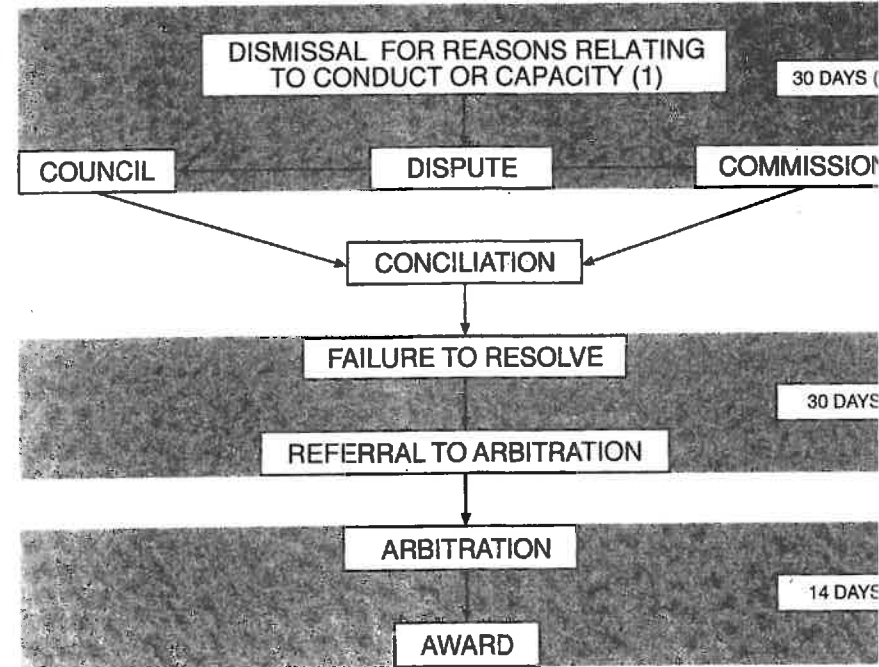 DISMISSAL FOR REASONS RELATING
TO CONDUCT OR CAPACITY (1)
30 DAYS (
COUNCIL
DISPUTE
COMMISSION
CONCILIATION
FAILURE TO RESOLVE
30 DAYS
REFERRAL TO ARBITRATION
ARBITRATION
14 DAYS
AWARD